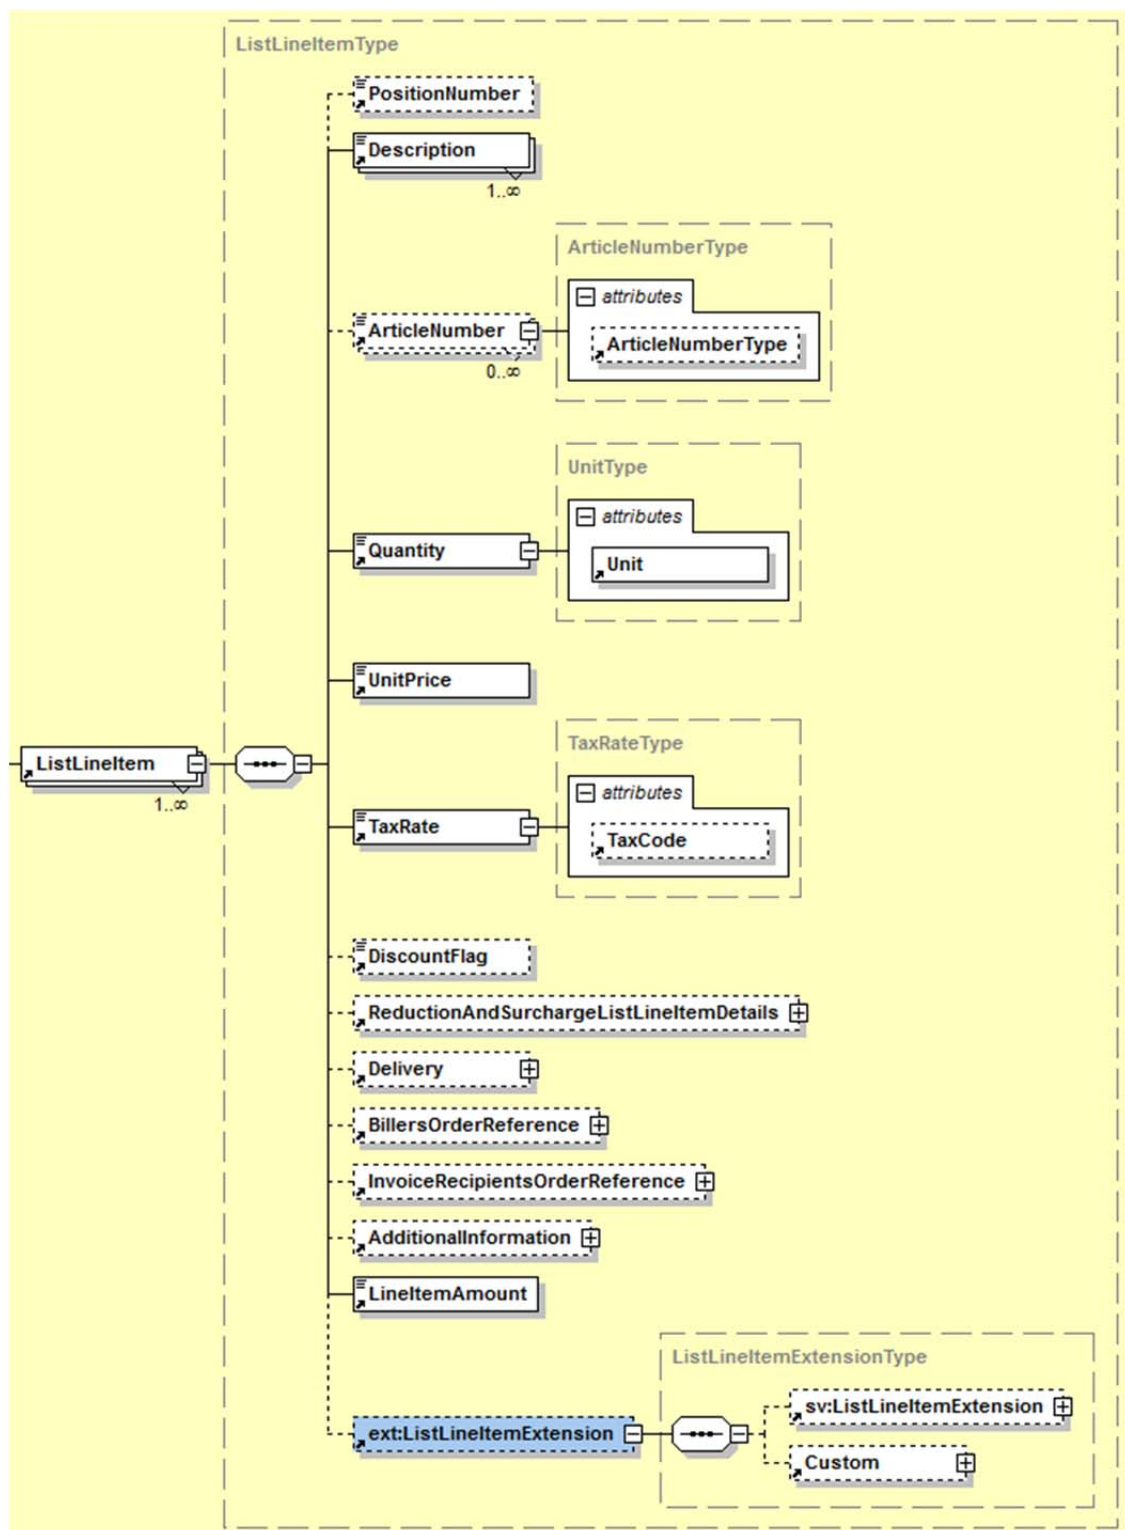 ListLineItemType
PositionNumber
Description
1..∞
ArticleNumberType
attributes
ArticleNumber
ArticleNumberType
0..∞
UnitType
attributes
Quantity
Unit
UnitPrice
TaxRateType
ListLineItem
attributes
1..∞
TaxRate
TaxCode
DiscountFlag
ReductionAndSurchargeListLineItemDetails
Delivery
BillersOrderReference
InvoiceRecipientsOrderReference
AdditionalInformation
LineItemAmount
ListLineItemExtensionType
sv:ListLineItemExtension
ext:ListLineItemExtension
Custom